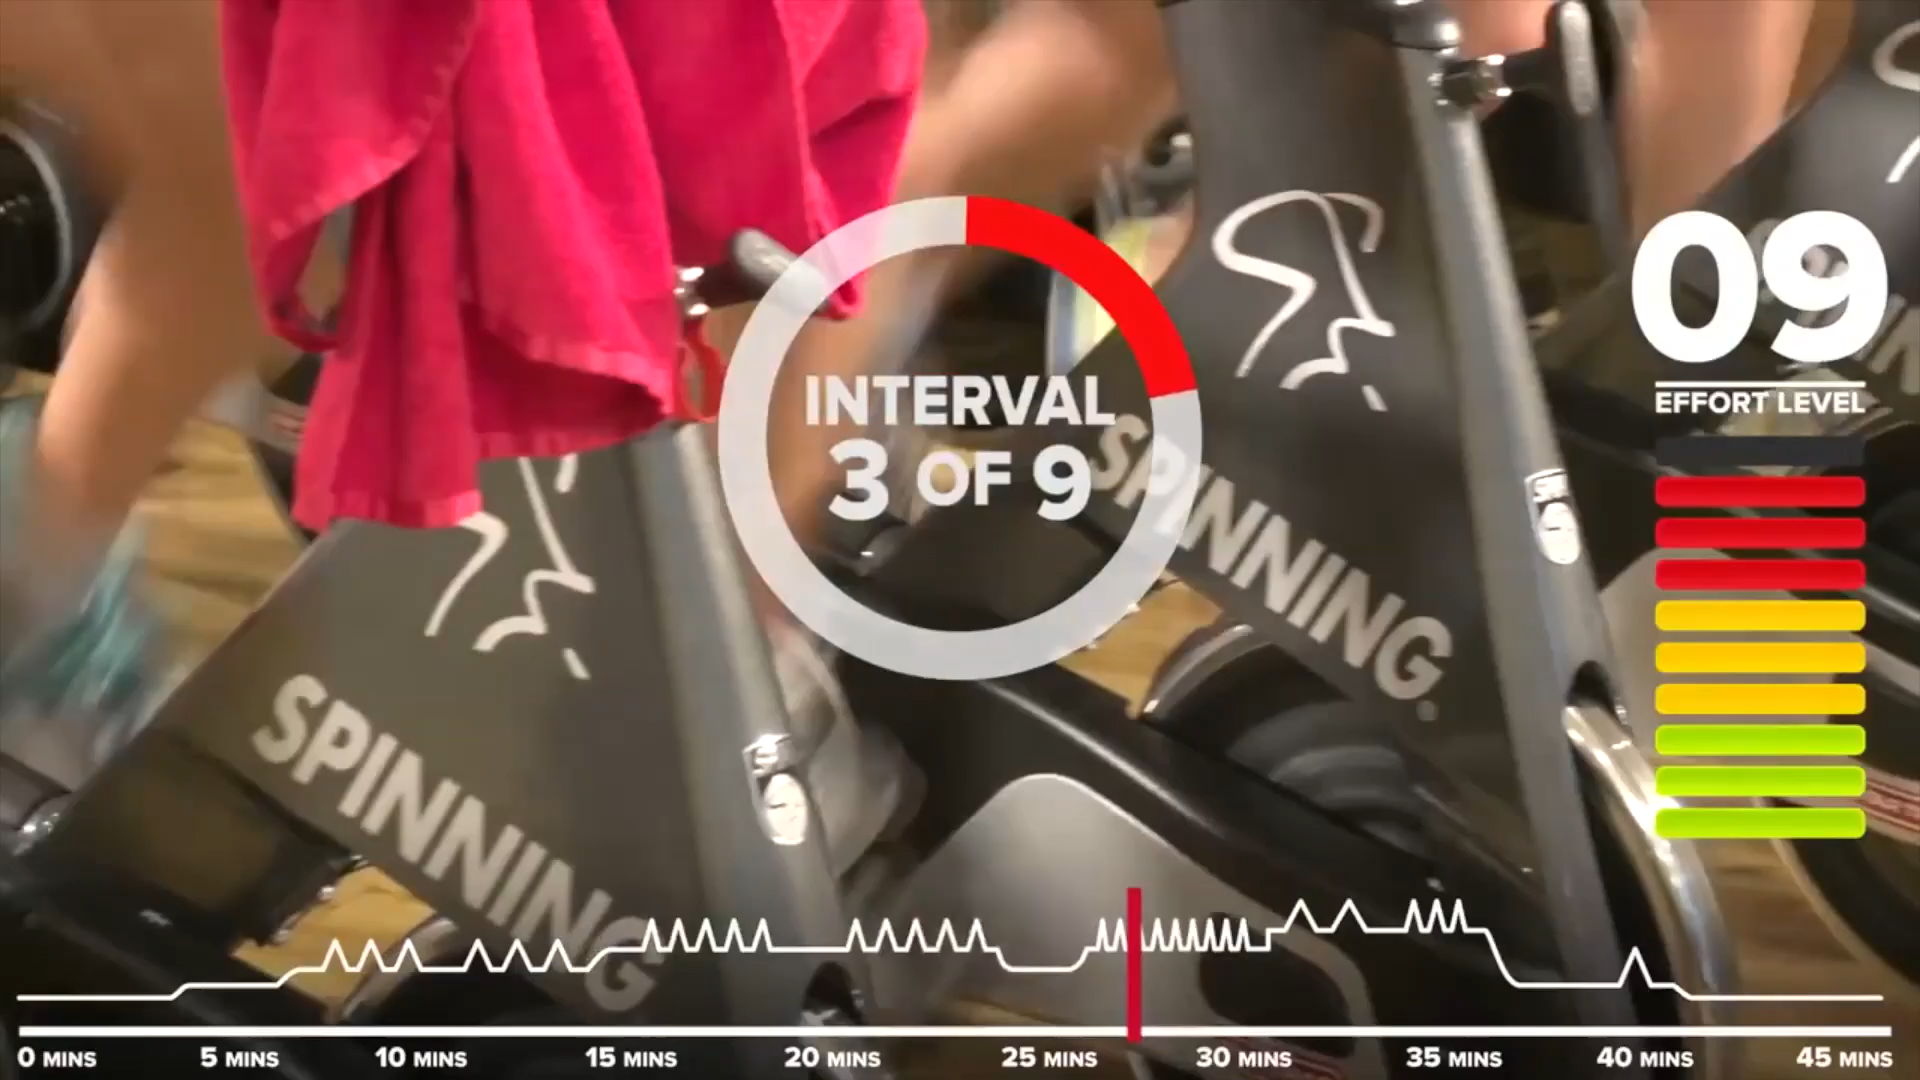 INTERVAL
3 OF 9
09
EFFORT LEVEL
SPINNING.
SPINNING
0 MINS
5 MINS
10 MINS
15 MINS
20 MINS
25 MINS
30 MINS
35 MINS
40 MINS
45 MINS